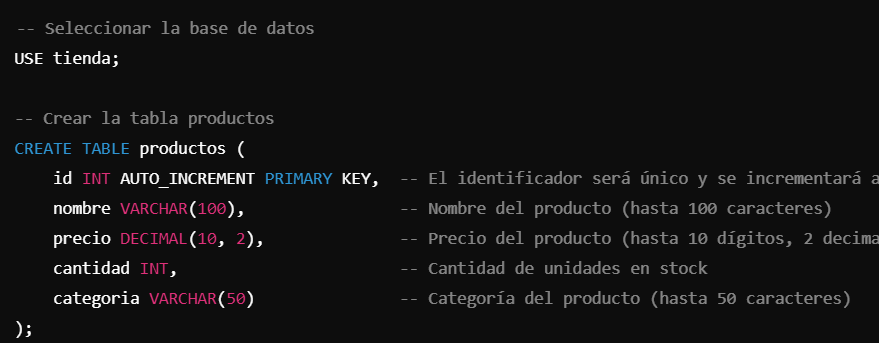 -- Seleccionar la base de datos
USE tienda;
-- Crear la tabla productos
CREATE TABLE productos (
id INT AUTO_INCREMENT PRIMARY KEY, -- El identificador será único y se incrementará a
nombre VARCHAR(100), -- Nombre del producto (hasta 100 caracteres)
precio DECIMAL(10, 2), -- Precio del producto (hasta 10 dígitos, 2 decima
cantidad INT, -- Cantidad de unidades en stock
categoria VARCHAR(50) -- Categoría del producto (hasta 50 caracteres)
);